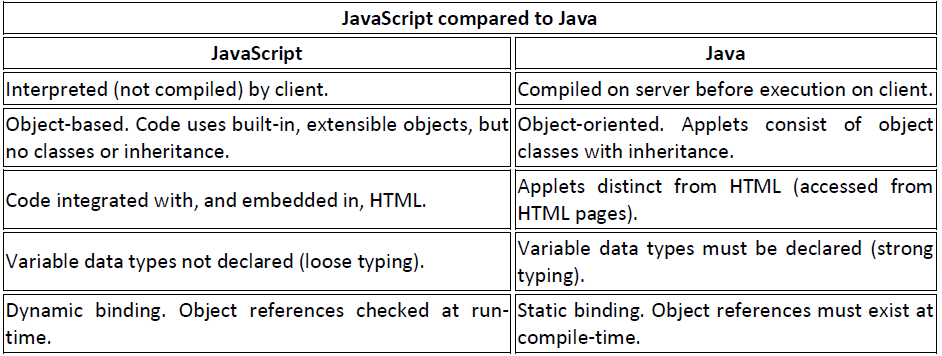 JavaScript compared to Java
JavaScript
Java
Interpreted (not compiled) by client.
Compiled on server before execution on client.
Object-based. Code uses built-in, extensible objects, but
no classes or inheritance.
Object-oriented. Applets consist of object
classes with inheritance.
Code integrated with, and embedded in, HTML.
Applets distinct from HTML (accessed from
HTML pages).
Variable data types not declared (loose typing).
Variable data types must be declared (strong
typing).
Dynamic binding. Object references checked at run-
time.
Static binding. Object references must exist at
compile-time.